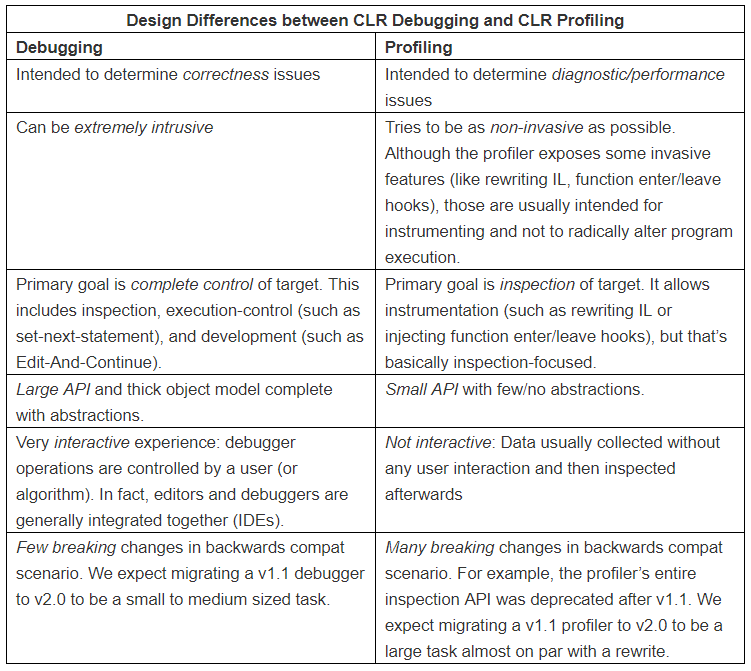 Design Differences between CLR Debugging and CLR Profiling
Debugging
Profiling
Intended to determine correctness issues
Intended to determine diagnostic/performance
issues
Can be extremely intrusive
Tries to be as non-invasive as possible.
Although the profiler exposes some invasive
features (like rewriting IL, function enter/leave
hooks), those are usually intended for
instrumenting and not to radically alter program
execution.
Primary goal is complete control of target. This
includes inspection, execution-control (such as
set-next-statement), and development (such as
Edit-And-Continue).
Primary goal is inspection of target. It allows
instrumentation (such as rewriting IL or
injecting function enter/leave hooks), but that’s
basically inspection-focused.
Large API and thick object model complete
with abstractions.
Small API with few/no abstractions.
Very interactive experience: debugger
operations are controlled by a user (or
algorithm). In fact, editors and debuggers are
generally integrated together (IDEs).
Not interactive: Data usually collected without
any user interaction and then inspected
afterwards
Few breaking changes in backwards compat
scenario. We expect migrating a v1.1 debugger
to v2.0 to be a small to medium sized task.
Many breaking changes in backwards compat
scenario. For example, the profiler’s entire
inspection API was deprecated after v1.1. We
expect migrating a v1.1 profiler to v2.0 to be a
large task almost on par with a rewrite.